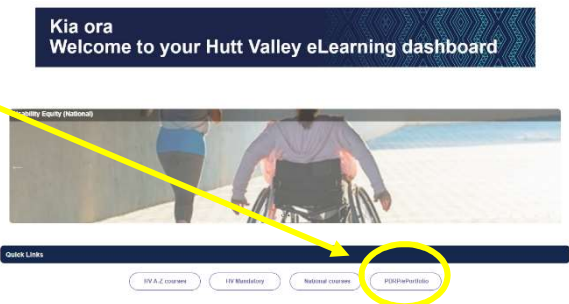 Kia ora
Welcome to your Hutt Valley eLearning dashboard
Disability Equity (National)
Quick Links
HV A-Z courses
HV Mandatory
National courses
PDRP/ePortfolio